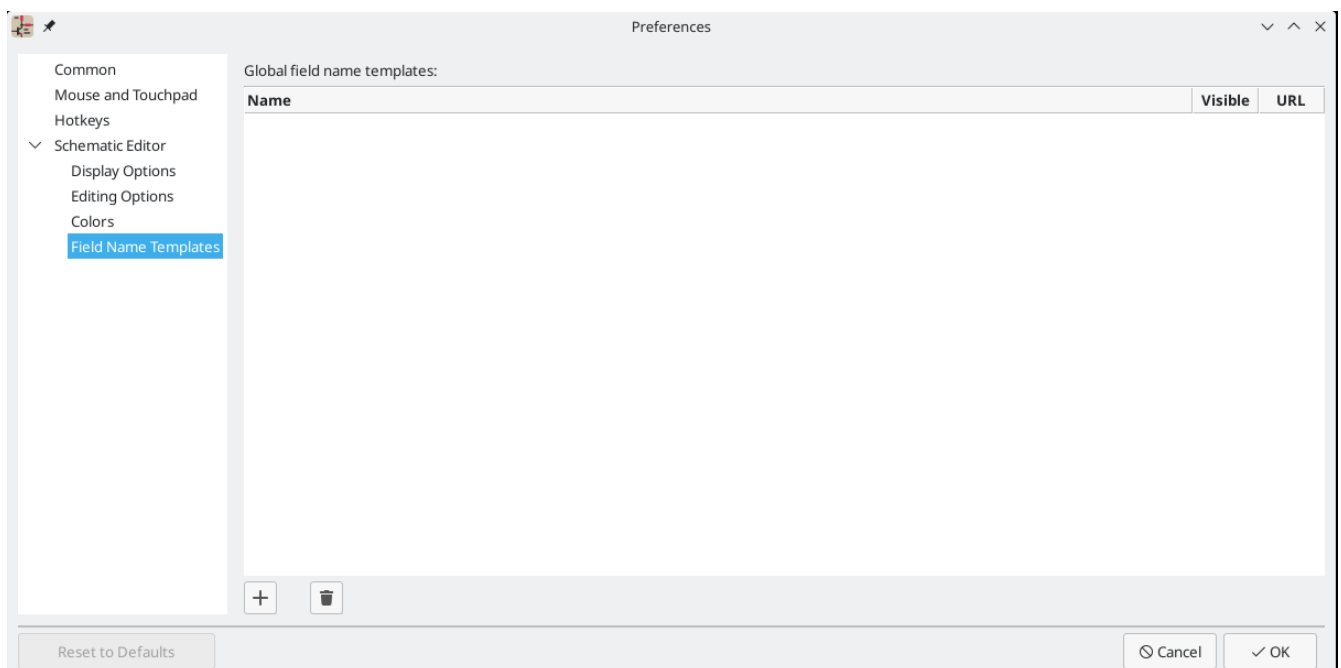 Preferences
Common
Mouse and Touchpad
Hotkeys
Schematic Editor
Display Options
Editing Options
Colors
Field Name Templates
Global field name templates:
Name Visible URL
Reset to Defaults
Cancel OK